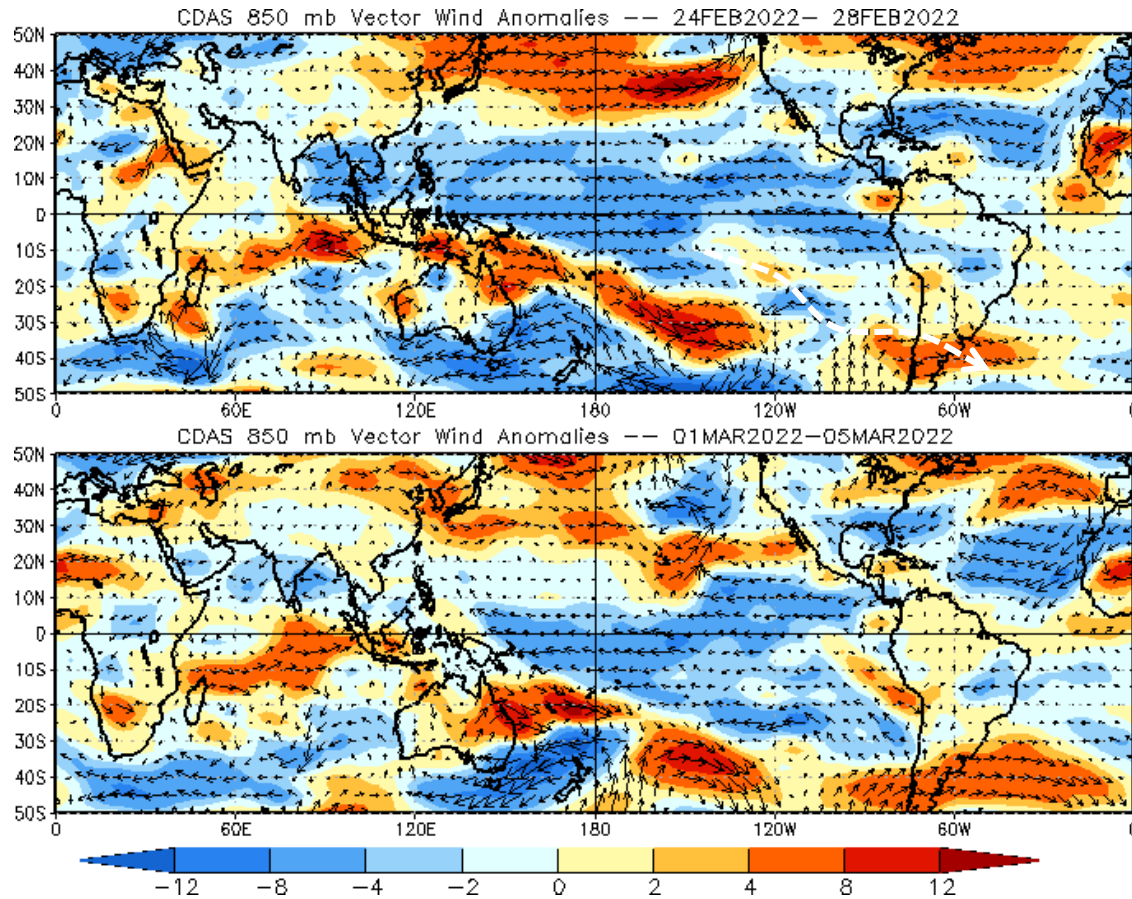 CDAS 850 mb Vector Wind Anomalies -- 24FEB2022- 28FEB2022
50N
40N
30N
20N
10N
0
10S
20S
30S
40S
50S
0 60E 120E 180 120W 60W 0
CDAS 850 mb Vector Wind Anomalies -- 01MAR2022-05MAR2022
50N
40N
30N
20N
10N
0
10S
20S
30S
40S
50S
0 60E 120E 180 120W 60W 0
-12 -8 -4 -2 0 2 4 8 12